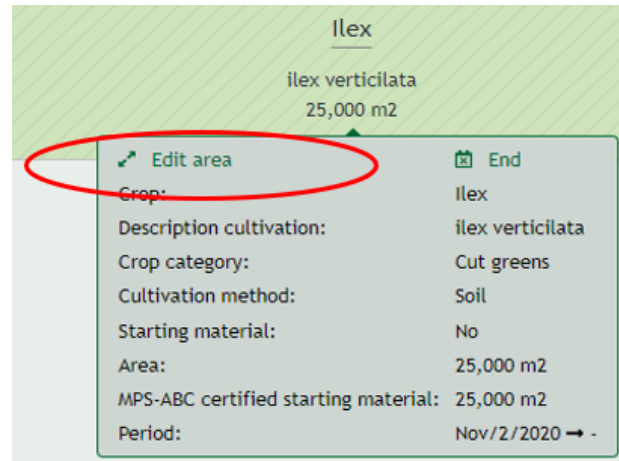 Ilex
ilex verticilata
25,000 m2
Edit area End
Crop: Ilex
Description cultivation: ilex verticilata
Crop category: Cut greens
Cultivation method: Soil
Starting material: No
Area: 25,000 m2
MPS-ABC certified starting material: 25,000 m2
Period: Nov/2/2020 → -